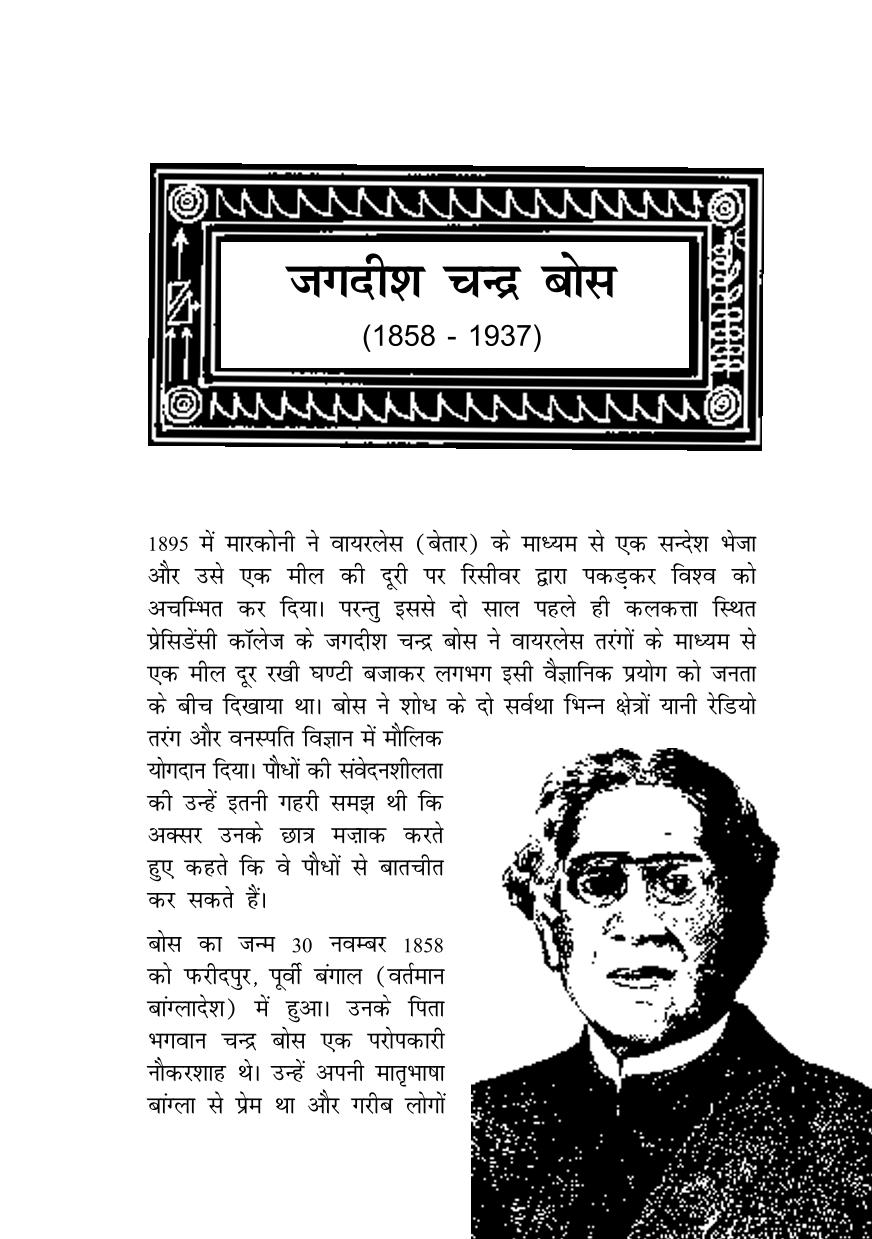 जगदीश चन्द्र बोस
(1858 - 1937)
1895 में मारकोनी ने वायरलेस (बेतार) के माध्यम से एक सन्देश भेजा
और उसे एक मील की दूरी पर रिसीवर द्वारा पकड़कर विश्व को
अचम्भित कर दिया। परन्तु इससे दो साल पहले ही कलकत्ता स्थित
प्रेसिडेंसी कॉलेज के जगदीश चन्द्र बोस ने वायरलेस तरंगों के माध्यम से
एक मील दूर रखी घण्टी बजाकर लगभग इसी वैज्ञानिक प्रयोग को जनता
के बीच दिखाया था। बोस ने शोध के दो सर्वथा भिन्न क्षेत्रों यानी रेडियो
तरंग और वनस्पति विज्ञान में मौलिक
योगदान दिया। पौधों की संवेदनशीलता
की उन्हें इतनी गहरी समझ थी कि
अक्सर उनके छात्र मज़ाक करते
हुए कहते कि वे पौधों से बातचीत
कर सकते हैं।
बोस का जन्म 30 नवम्बर 1858
को फरीदपुर, पूर्वी बंगाल (वर्तमान
बांग्लादेश) में हुआ। उनके पिता
भगवान चन्द्र बोस एक परोपकारी
नौकरशाह थे। उन्हें अपनी मातृभाषा
बांग्ला से प्रेम था और गरीब लोगों